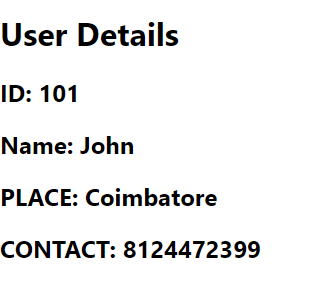 User Details
ID: 101
Name: John
PLACE: Coimbatore
CONTACT: 8124472399